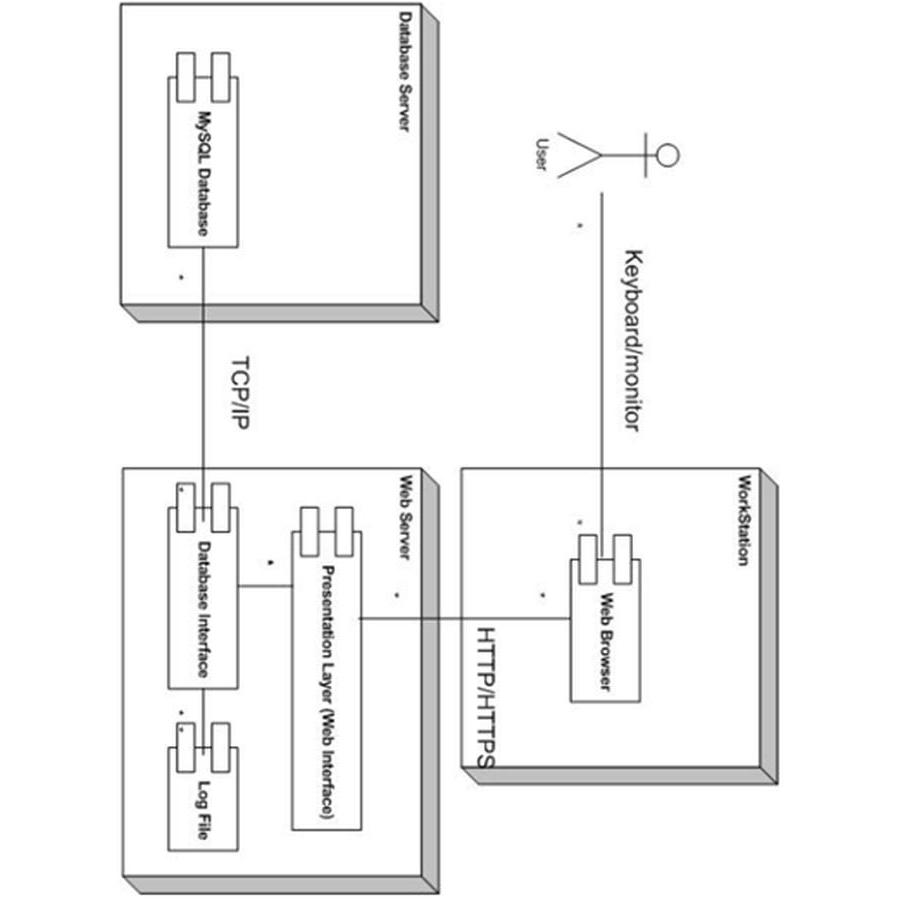 User
Keyboard/monitor
WorkStation
Web Browser
HTTP/HTTPS
Database Server
MySQL Database
TCP/IP
Web Server
Presentation Layer (Web Interface)
Database Interface
Log File